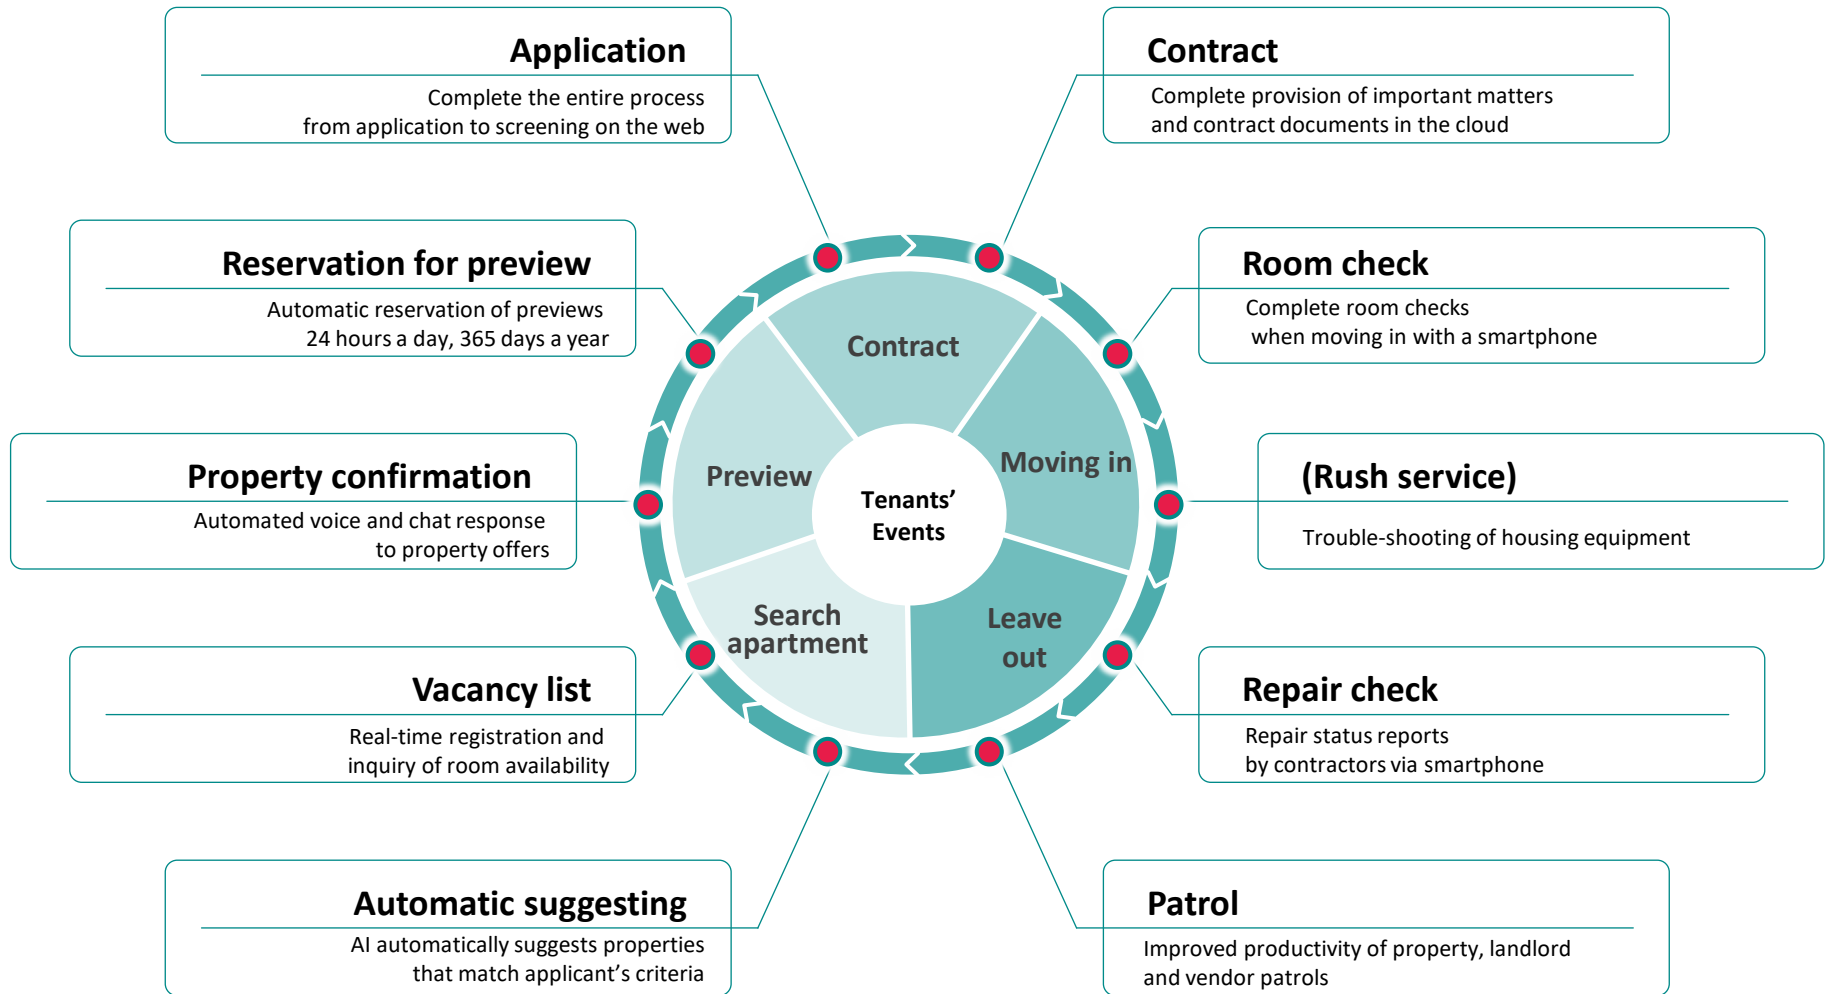 Application
Complete the entire process
from application to screening on the web
Contract
Complete provision of important matters
and contract documents in the cloud
Reservation for preview
Automatic reservation of previews
24 hours a day, 365 days a year
Room check
Complete room checks
when moving in with a smartphone
Property confirmation
Automated voice and chat response
to property offers
(Rush service)
Trouble-shooting of housing equipment
Vacancy list
Real-time registration and
inquiry of room availability
Repair check
Repair status reports
by contractors via smartphone
Automatic suggesting
AI automatically suggests properties
that match applicant’s criteria
Patrol
Improved productivity of property, landlord
and vendor patrols
Contract
Preview
Moving in
Tenants’
Events
Search
apartment
Leave
out